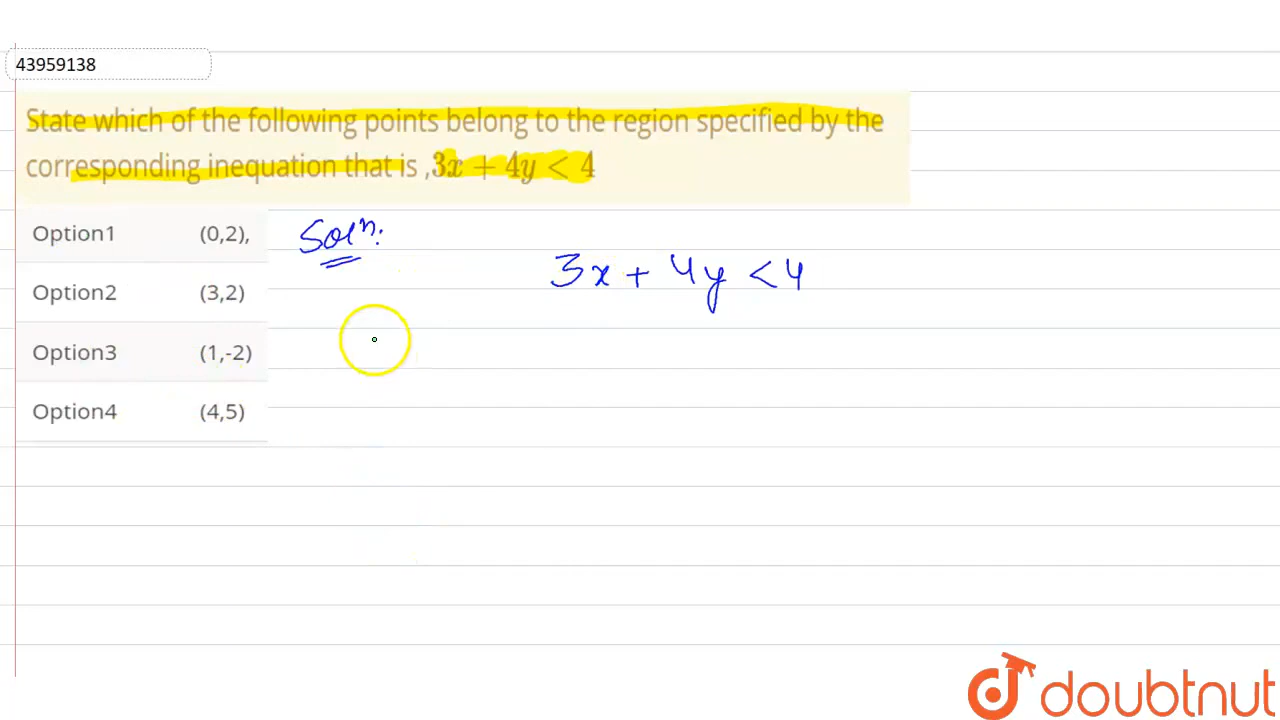 43959138
State which of the following points belong to the region specified by the
corresponding inequation that is ,3x + 4y < 4
Option1 (0,2),
Solⁿ:
3x + 4y < 4
Option2 (3,2)
Option3 (1,-2)
Option4 (4,5)
doubtnut